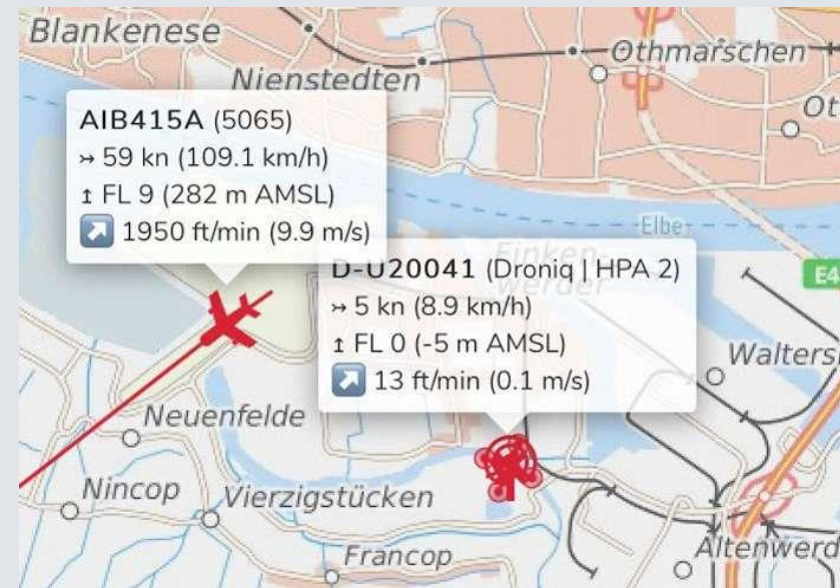 Blankenese
Othmarschen
Nienstedten
AIB415A (5065)
↣ 59 kn (109.1 km/h)
↥ FL 9 (282 m AMSL)
↗ 1950 ft/min (9.9 m/s)
Elbe
Finken-
werder
D-U20041 (Droniq | HPA 2)
↣ 5 kn (8.9 km/h)
↥ FL 0 (-5 m AMSL)
↗ 13 ft/min (0.1 m/s)
E4
Ot
Walters
Neuenfelde
Nincop
Vierzigstücken
Francop
Altenwerd